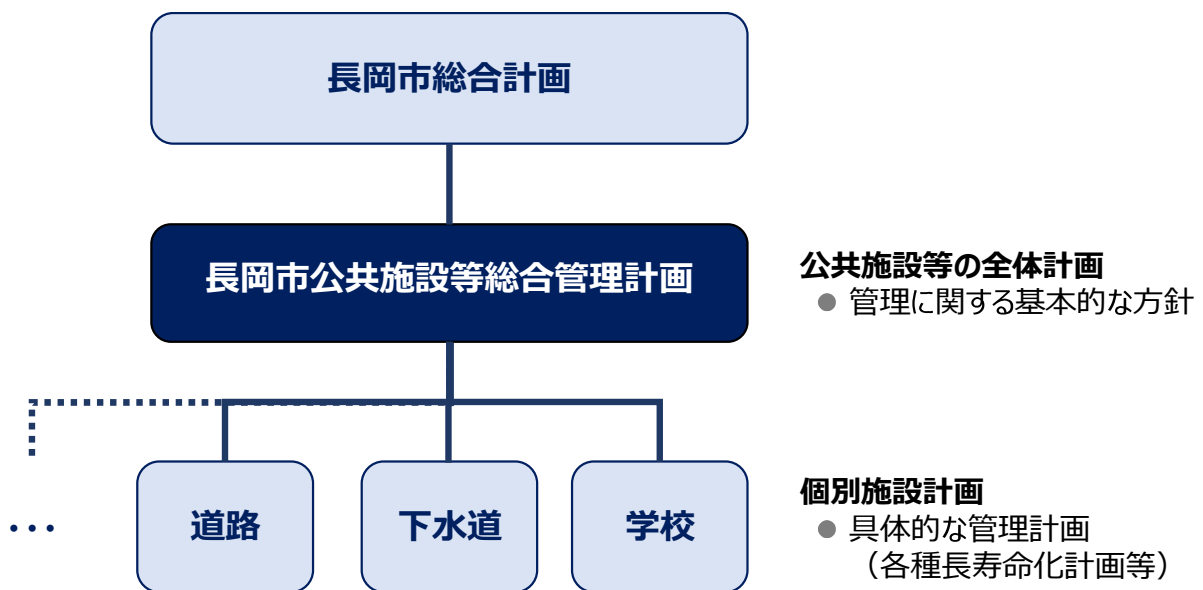 長岡市総合計画
長岡市公共施設等総合管理計画
公共施設等の全体計画
● 管理に関する基本的な方針
… 道路 下水道 学校
個別施設計画
● 具体的な管理計画
（各種長寿命化計画等）